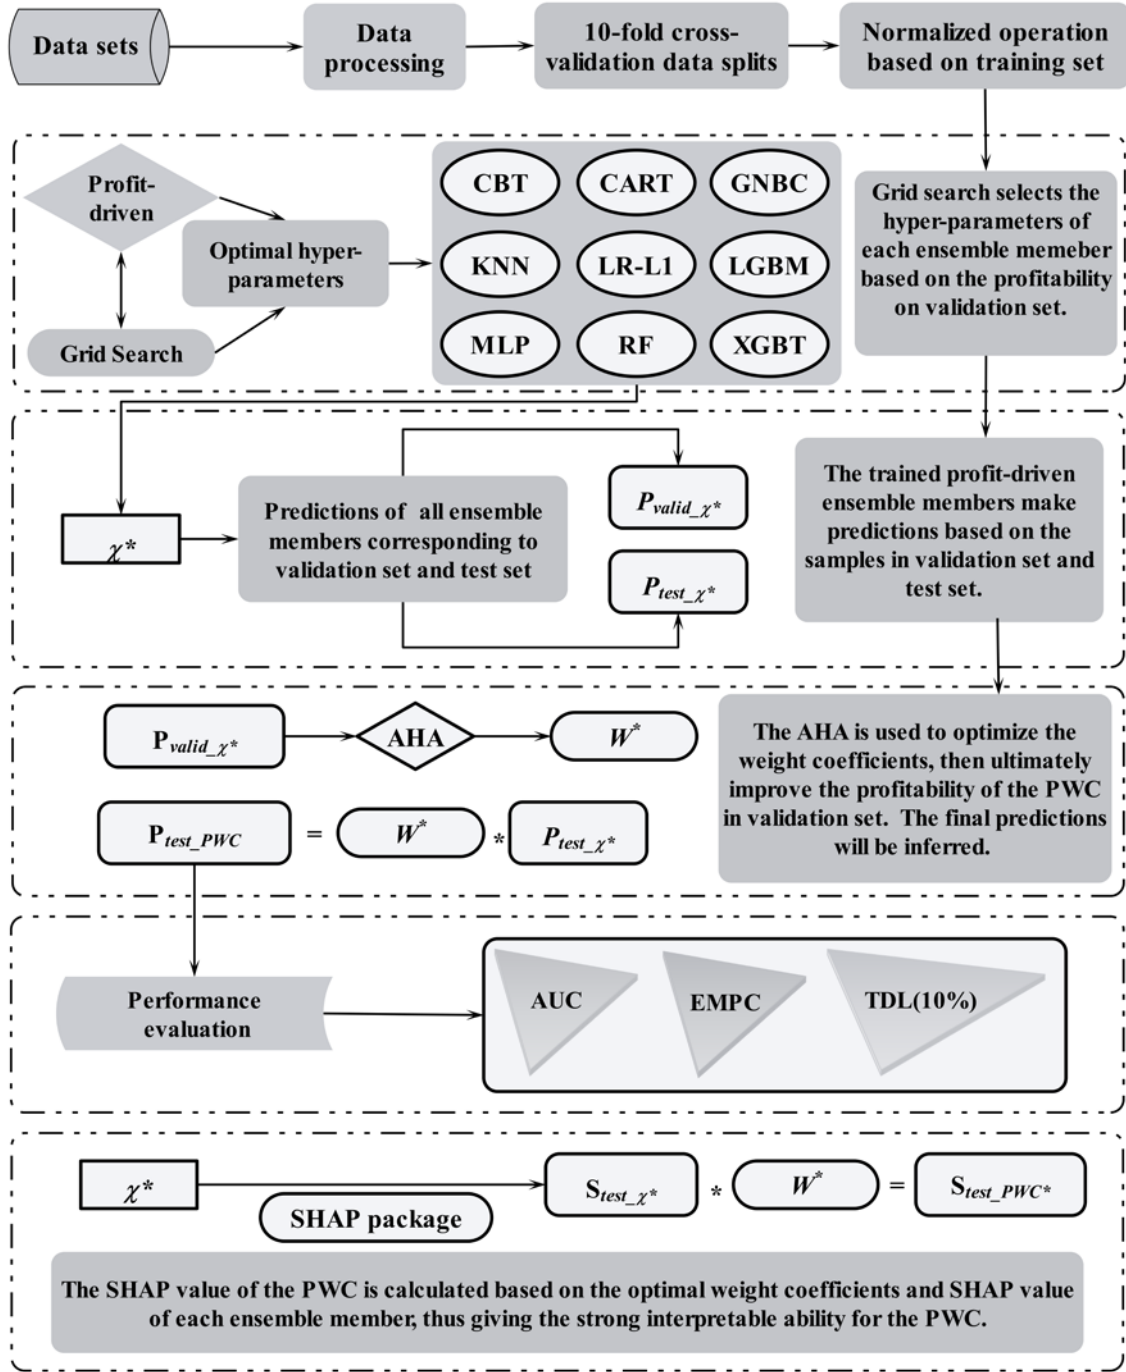 Data sets
Data
processing
10-fold cross-
validation data splits
Normalized operation
based on training set
Profit-
driven
Grid Search
Optimal hyper-
parameters
CBT
CART
GNBC
KNN
LR-L1
LGBM
MLP
RF
XGBT
Grid search selects the
hyper-parameters of
each ensemble memeber
based on the profitability
on validation set.
χ*
Predictions of all ensemble
members corresponding to
validation set and test set
P_valid_χ*
P_test_χ*
The trained profit-driven
ensemble members make
predictions based on the
samples in validation set and
test set.
P_valid_χ*
AHA
W*
P_test_PWC = W* * P_test_χ*
The AHA is used to optimize the
weight coefficients, then ultimately
improve the profitability of the PWC
in validation set. The final predictions
will be inferred.
Performance
evaluation
AUC
EMPC
TDL(10%)
χ*
SHAP package
S_test_χ* * W* = S_test_PWC*
The SHAP value of the PWC is calculated based on the optimal weight coefficients and SHAP value
of each ensemble member, thus giving the strong interpretable ability for the PWC.